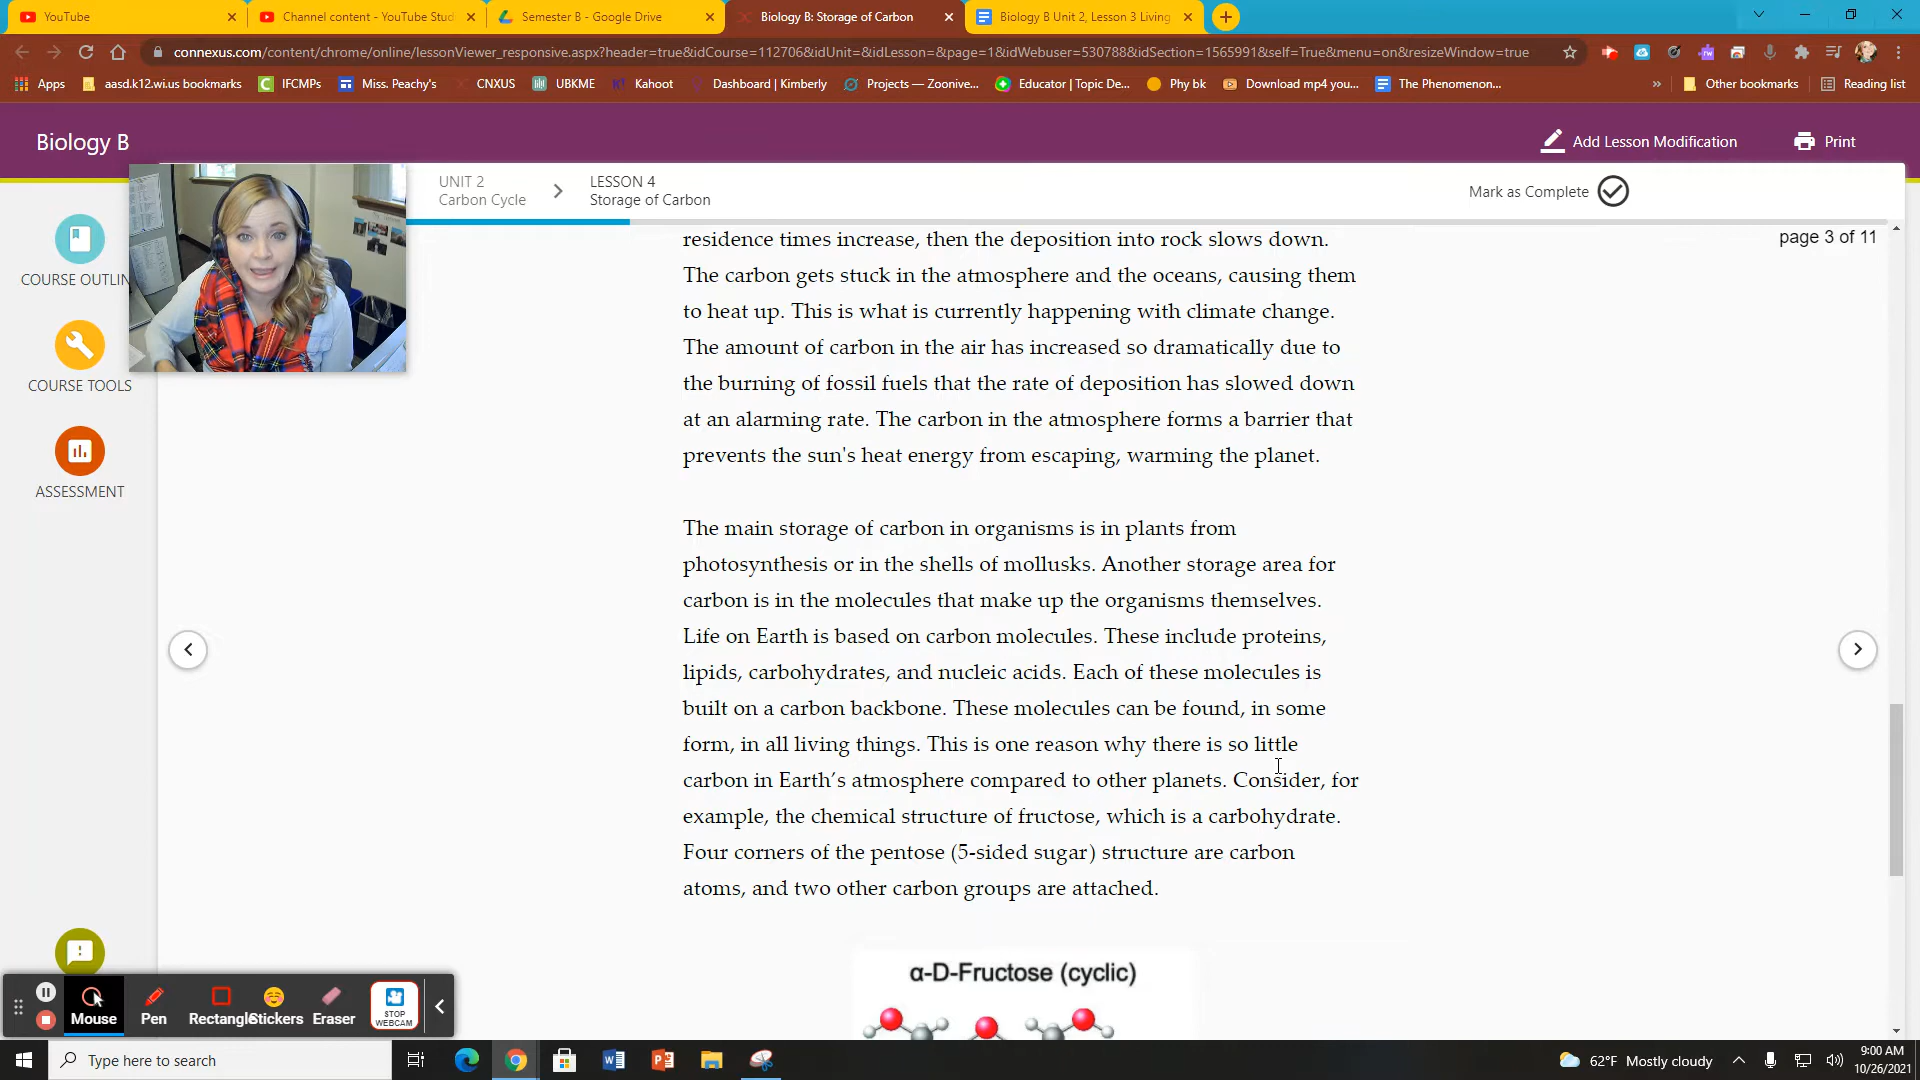 YouTube
Channel content - YouTube Stud
Semester B - Google Drive
Biology B: Storage of Carbon
Biology B Unit 2, Lesson 3 Living
connexus.com/content/chrome/online/lessonViewer_responsive.aspx?header=true&idCourse=112706&idUnit=&idLesson=&page=1&idWebuser=530788&idSection=1565991&self=True&menu=on&resizeWindow=true
Apps
aasd.k12.wi.us bookmarks
IFCMPs
Miss. Peachy's
CNXUS
UBKME
Kahoot
Dashboard | Kimberly
Projects — Zoonive...
Educator | Topic De...
Phy bk
Download mp4 you...
The Phenomenon...
»
Other bookmarks
Reading list
Biology B
Add Lesson Modification
Print
UNIT 2
Carbon Cycle
LESSON 4
Storage of Carbon
Mark as Complete
page 3 of 11
COURSE OUTLIN
COURSE TOOLS
ASSESSMENT
residence times increase, then the deposition into rock slows down.
The carbon gets stuck in the atmosphere and the oceans, causing them
to heat up. This is what is currently happening with climate change.
The amount of carbon in the air has increased so dramatically due to
the burning of fossil fuels that the rate of deposition has slowed down
at an alarming rate. The carbon in the atmosphere forms a barrier that
prevents the sun's heat energy from escaping, warming the planet.
The main storage of carbon in organisms is in plants from
photosynthesis or in the shells of mollusks. Another storage area for
carbon is in the molecules that make up the organisms themselves.
Life on Earth is based on carbon molecules. These include proteins,
lipids, carbohydrates, and nucleic acids. Each of these molecules is
built on a carbon backbone. These molecules can be found, in some
form, in all living things. This is one reason why there is so little
carbon in Earth’s atmosphere compared to other planets. Consider, for
example, the chemical structure of fructose, which is a carbohydrate.
Four corners of the pentose (5-sided sugar) structure are carbon
atoms, and two other carbon groups are attached.
α-D-Fructose (cyclic)
Mouse
Pen
Rectangle
Stickers
Eraser
STOP
WEBCAM
Type here to search
62°F Mostly cloudy
9:00 AM
10/26/2021